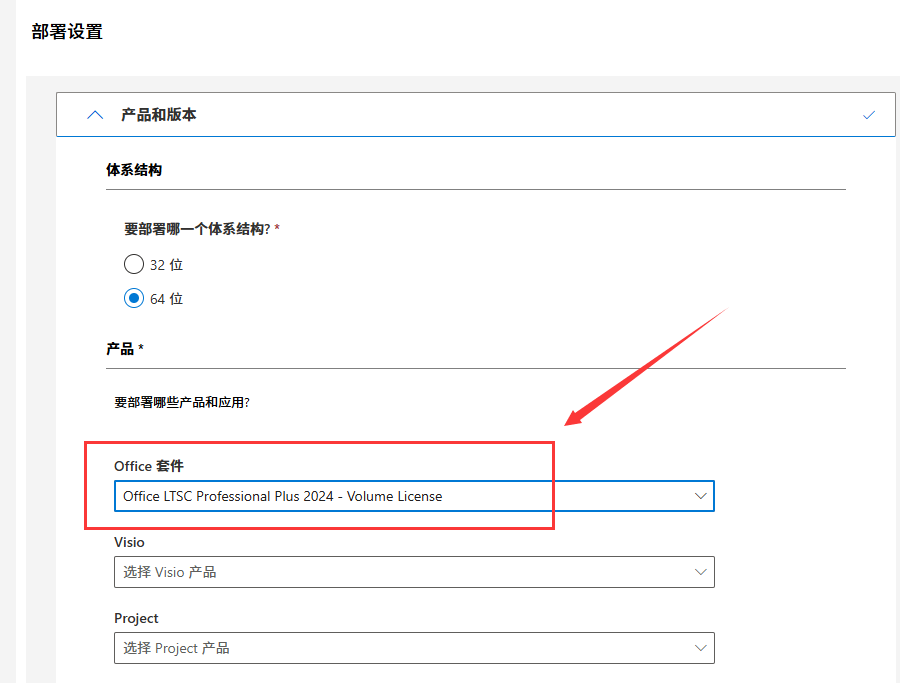 部署设置
产品和版本
体系结构
要部署哪一个体系结构? *
32 位
64 位
产品 *
要部署哪些产品和应用?
Office 套件
Office LTSC Professional Plus 2024 - Volume License
Visio
选择 Visio 产品
Project
选择 Project 产品